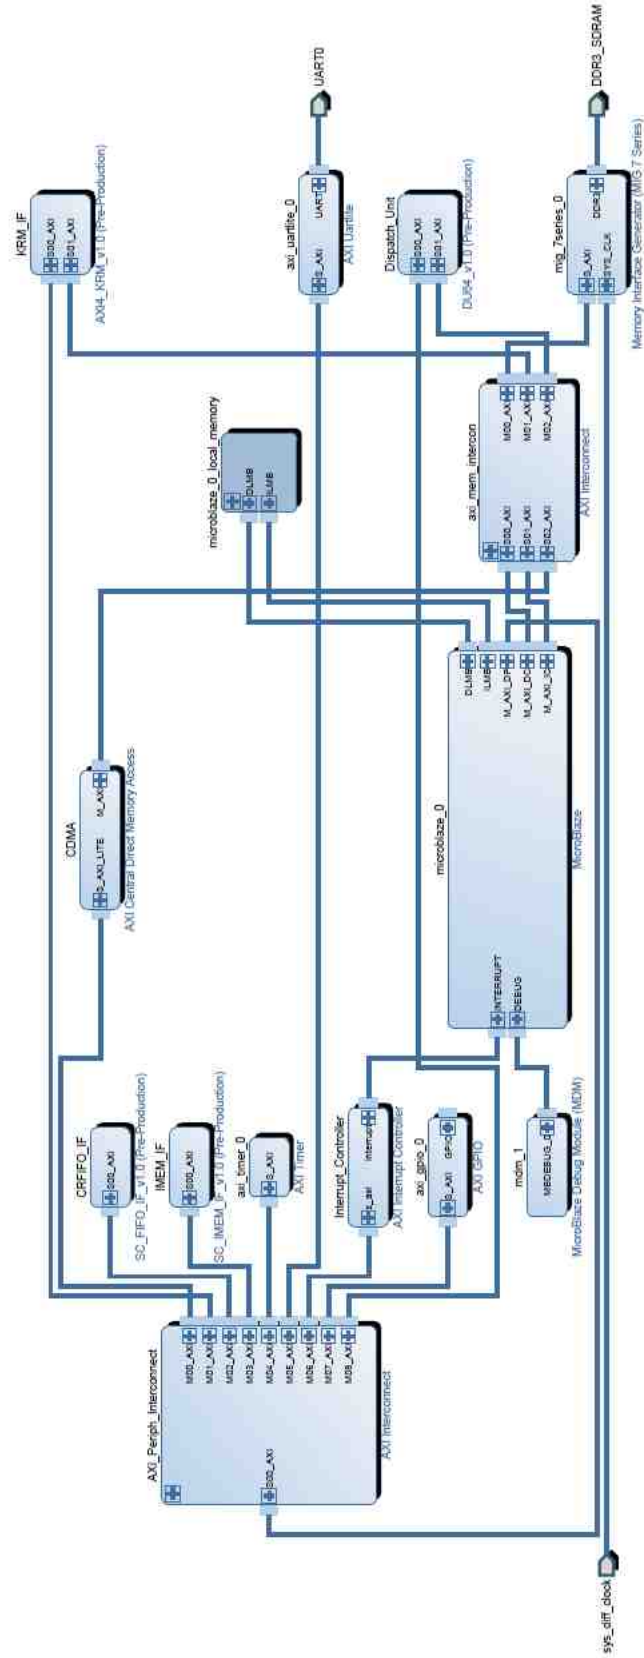 sys_diff_clock
AXI_Periph_Interconnect
S00_AXI
M00_AXI
M01_AXI
M02_AXI
M03_AXI
M04_AXI
M05_AXI
M06_AXI
M07_AXI
M08_AXI
AXI Interconnect
CRFIFO_IF
S00_AXI
SC_FIFO_IF_v1.0 (Pre-Production)
IMEM_IF
S00_AXI
SC_IMEM_IF_v1.0 (Pre-Production)
axi_timer_0
S_AXI
AXI Timer
Interrupt_Controller
s_axi
interrupt
AXI Interrupt Controller
axi_gpio_0
S_AXI
GPIO
AXI GPIO
mdm_1
MBDEBUG_0
MicroBlaze Debug Module (MDM)
CDMA
S_AXI_LITE
M_AXI
AXI Central Direct Memory Access
microblaze_0
INTERRUPT
DEBUG
DLMB
ILMB
M_AXI_DP
M_AXI_DC
M_AXI_IC
MicroBlaze
microblaze_0_local_memory
DLMB
ILMB
axi_mem_intercon
S00_AXI
S01_AXI
S02_AXI
M00_AXI
M01_AXI
M02_AXI
AXI Interconnect
KRM_IF
S00_AXI
S01_AXI
AXI4_KRM_v1.0 (Pre-Production)
axi_uartlite_0
S_AXI
UART
AXI Uartlite
Dispatch_Unit
S00_AXI
S01_AXI
DU64_v1.0 (Pre-Production)
mig_7series_0
S_AXI
SYS_CLK
DDR3
Memory Interface Generator (MIG 7 Series)
UART0
DDR3_SDRAM